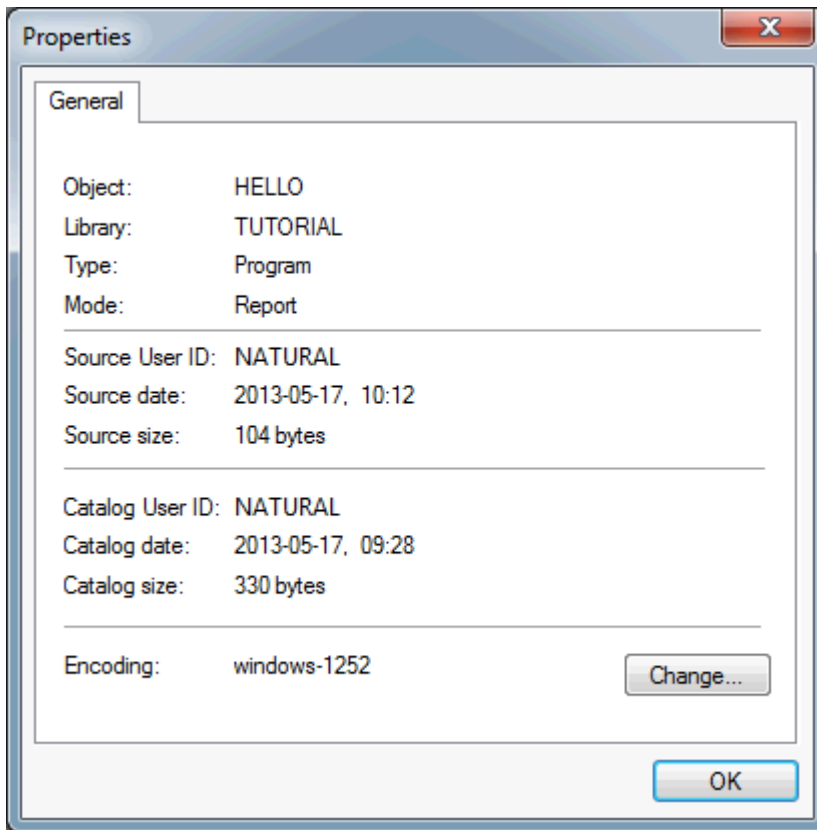 Properties
General
Object: HELLO
Library: TUTORIAL
Type: Program
Mode: Report
Source User ID: NATURAL
Source date: 2013-05-17, 10:12
Source size: 104 bytes
Catalog User ID: NATURAL
Catalog date: 2013-05-17, 09:28
Catalog size: 330 bytes
Encoding: windows-1252 Change...
OK